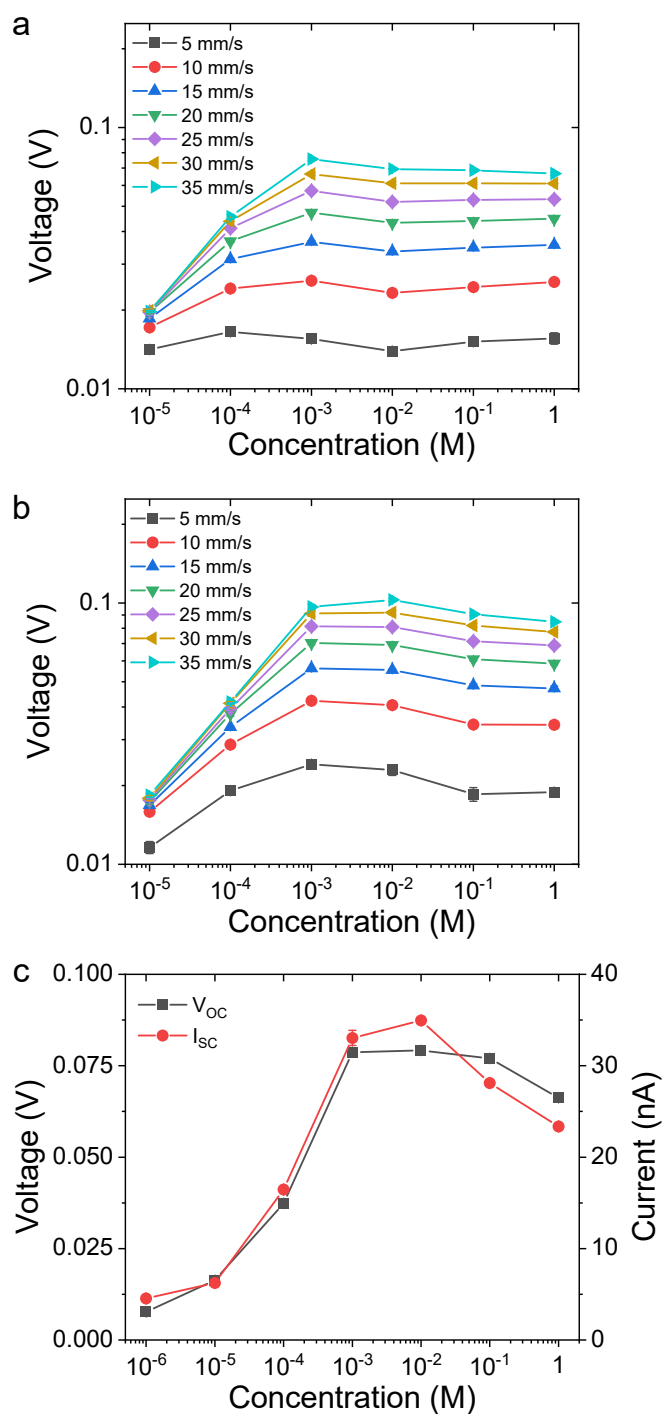 a
5 mm/s
10 mm/s
15 mm/s
20 mm/s
25 mm/s
30 mm/s
35 mm/s
0.1
0.01
Voltage (V)
10⁻⁵ 10⁻⁴ 10⁻³ 10⁻² 10⁻¹ 1
Concentration (M)
b
5 mm/s
10 mm/s
15 mm/s
20 mm/s
25 mm/s
30 mm/s
35 mm/s
0.1
0.01
Voltage (V)
10⁻⁵ 10⁻⁴ 10⁻³ 10⁻² 10⁻¹ 1
Concentration (M)
c
V_OC
I_SC
0.100
0.075
0.050
0.025
0.000
Voltage (V)
40
30
20
10
0
Current (nA)
10⁻⁶ 10⁻⁵ 10⁻⁴ 10⁻³ 10⁻² 10⁻¹ 1
Concentration (M)